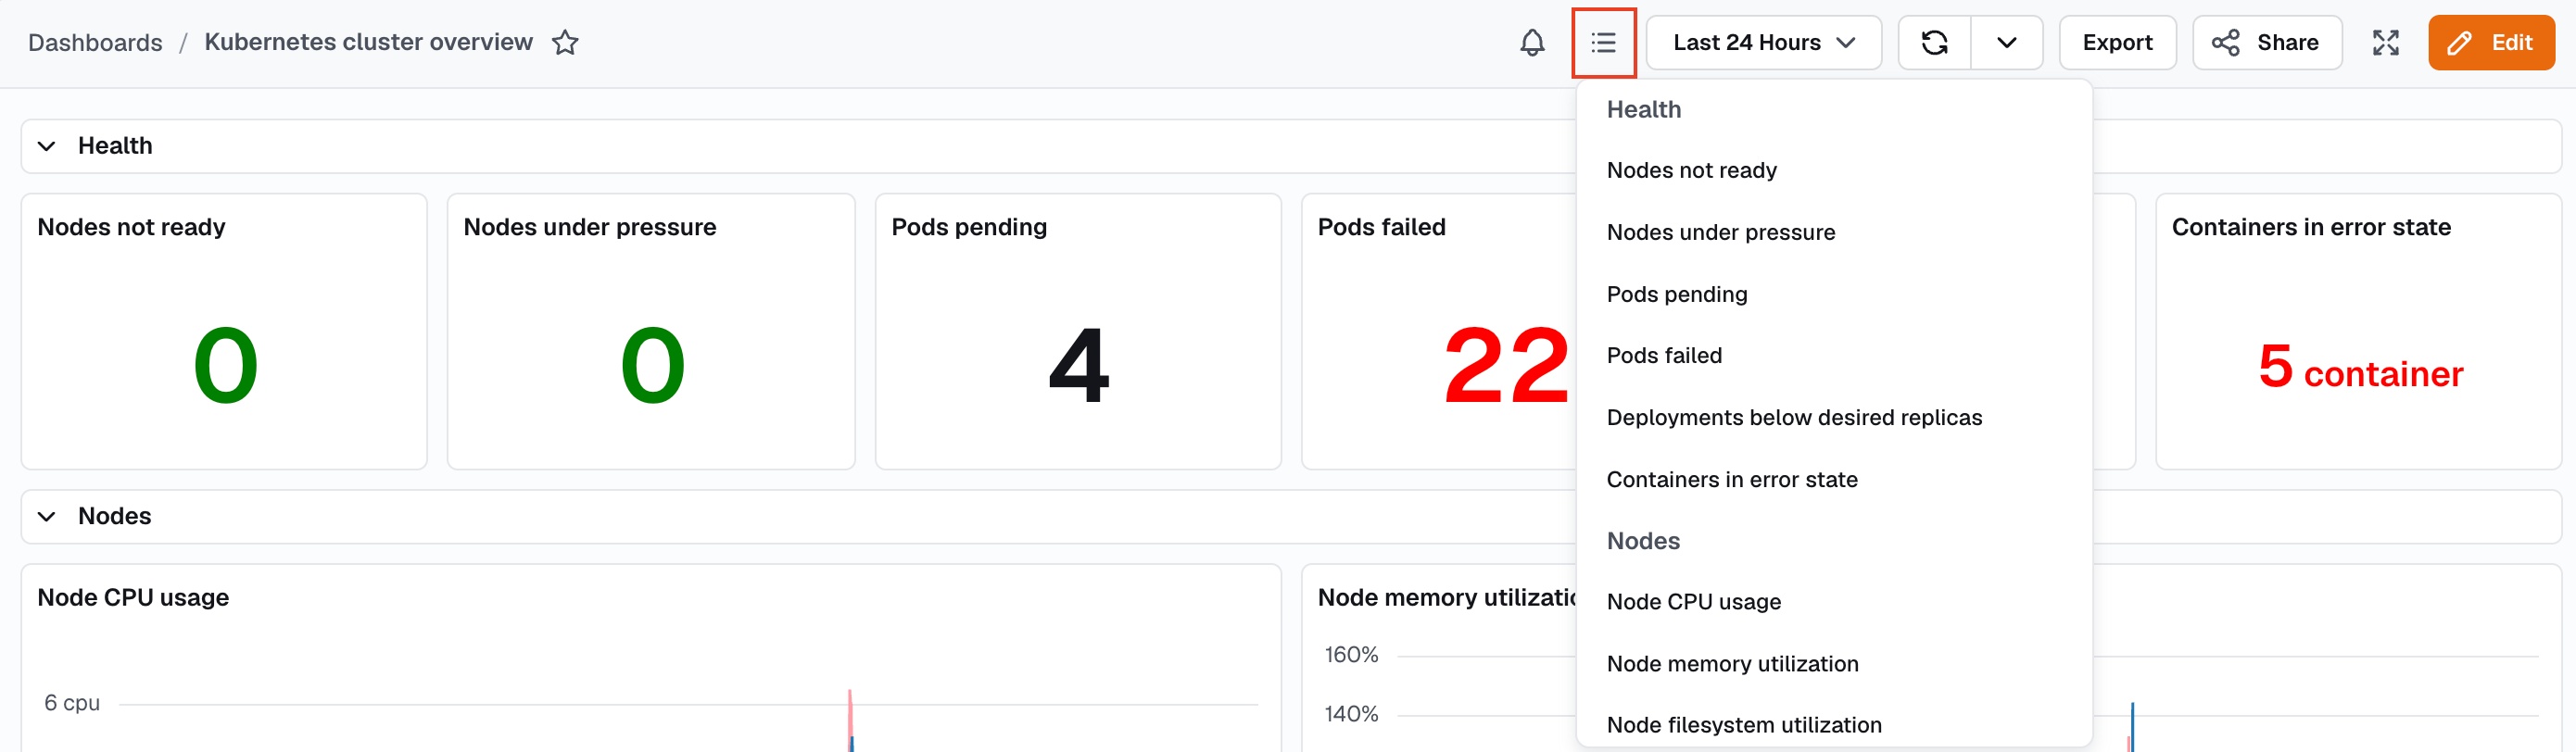 Dashboards / Kubernetes cluster overview
Last 24 Hours
Export
Share
Edit
Health
Nodes not ready
0
Nodes under pressure
0
Pods pending
4
Pods failed
22
Containers in error state
5 container
Nodes
Node CPU usage
6 cpu
Node memory
160%
140%
Health
Nodes not ready
Nodes under pressure
Pods pending
Pods failed
Deployments below desired replicas
Containers in error state
Nodes
Node CPU usage
Node memory utilization
Node filesystem utilization